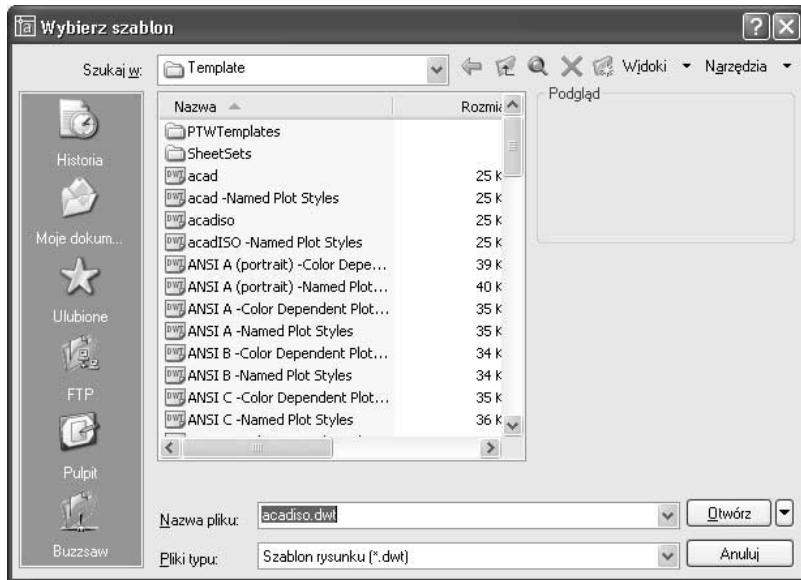 Wybierz szablon
Szukaj w: Template Widoki Narzędzia
Nazwa Rozmia
Podgląd
PTWTemplates
SheetSets
acad 25 K
acad -Named Plot Styles 25 K
acadiso 25 K
acadISO -Named Plot Styles 25 K
ANSI A (portrait) -Color Depe... 39 K
ANSI A (portrait) -Named Plot... 40 K
ANSI A -Color Dependent Plot... 35 K
ANSI A -Named Plot Styles 35 K
ANSI B -Color Dependent Plot... 34 K
ANSI B -Named Plot Styles 34 K
ANSI C -Color Dependent Plot... 35 K
ANSI C -Named Plot Styles 36 K
Historia
Moje dokum...
Ulubione
FTP
Pulpit
Buzzsaw
Nazwa pliku: acadiso.dwt Otwórz
Pliki typu: Szablon rysunku (*.dwt) Anuluj